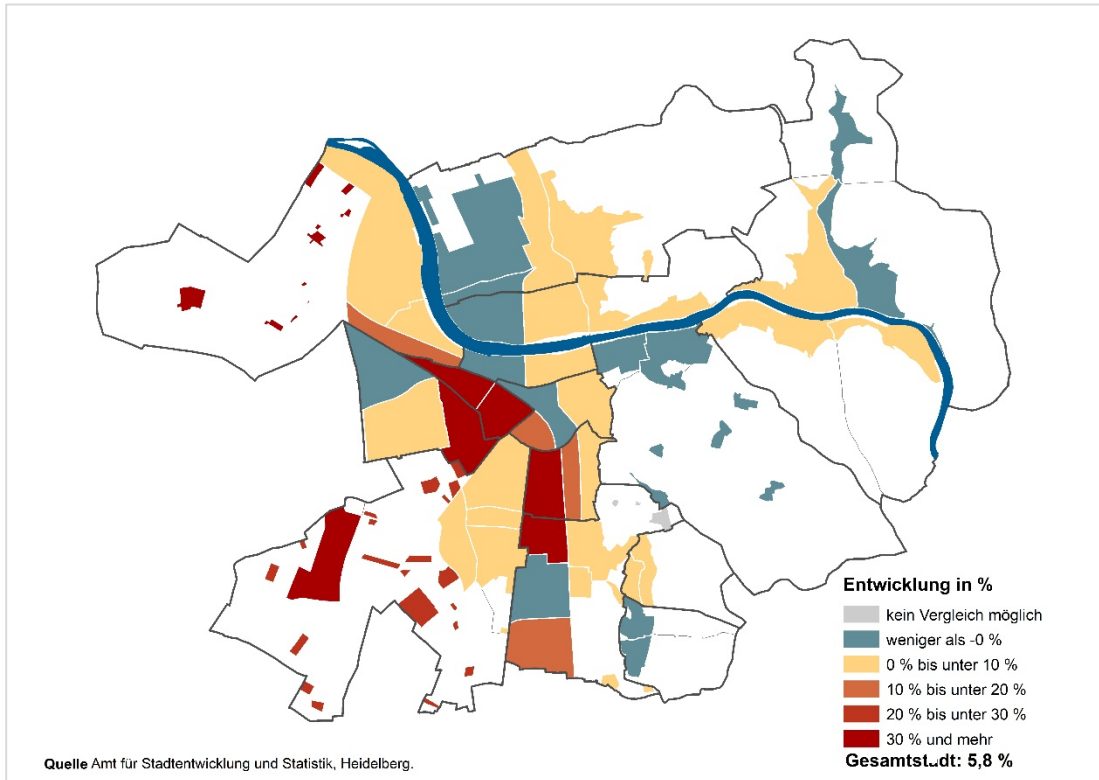 Entwicklung in %
kein Vergleich möglich
weniger als -0 %
0 % bis unter 10 %
10 % bis unter 20 %
20 % bis unter 30 %
30 % und mehr
Gesamtstadt: 5,8 %
Quelle Amt für Stadtentwicklung und Statistik, Heidelberg.